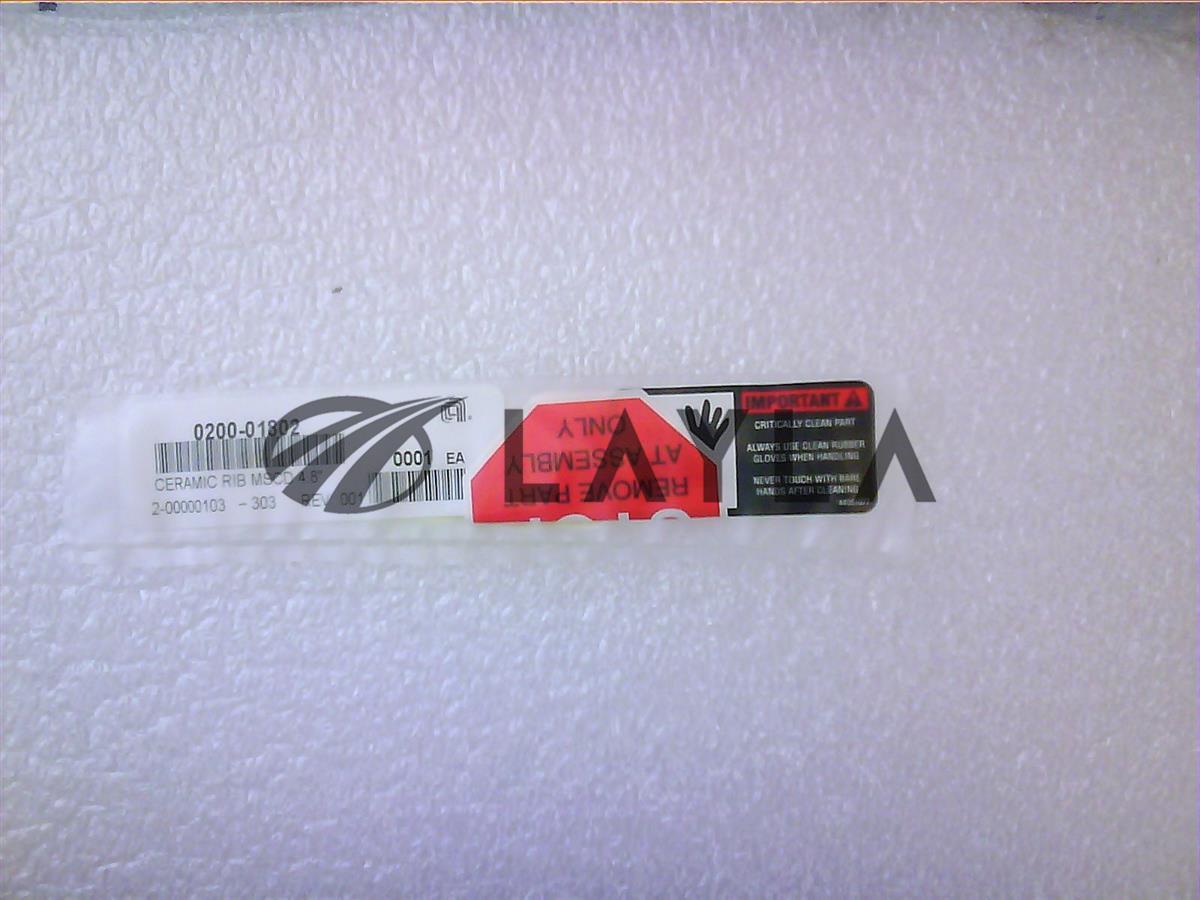 0200-01802
0001 EA
CERAMIC RIB MSCD 4.8"
2-00000103 - 303 REV 001
REMOVE PART
AT ASSEMBLY
ONLY
IMPORTANT
CRITICALLY CLEAN PART
ALWAYS USE CLEAN RUBBER
GLOVES WHEN HANDLING
NEVER TOUCH WITH BARE
HANDS AFTER CLEANING
LAYLA